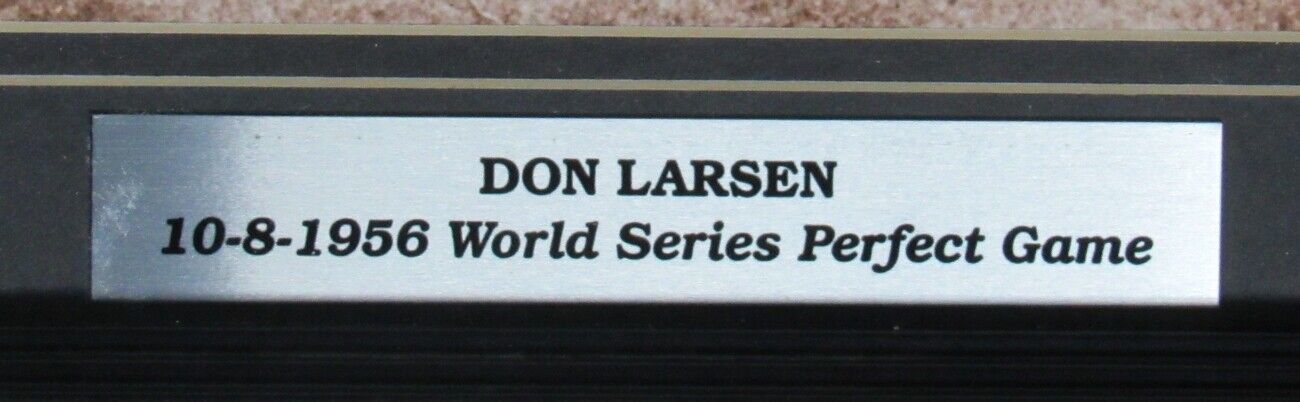 DON LARSEN
10-8-1956 World Series Perfect Game